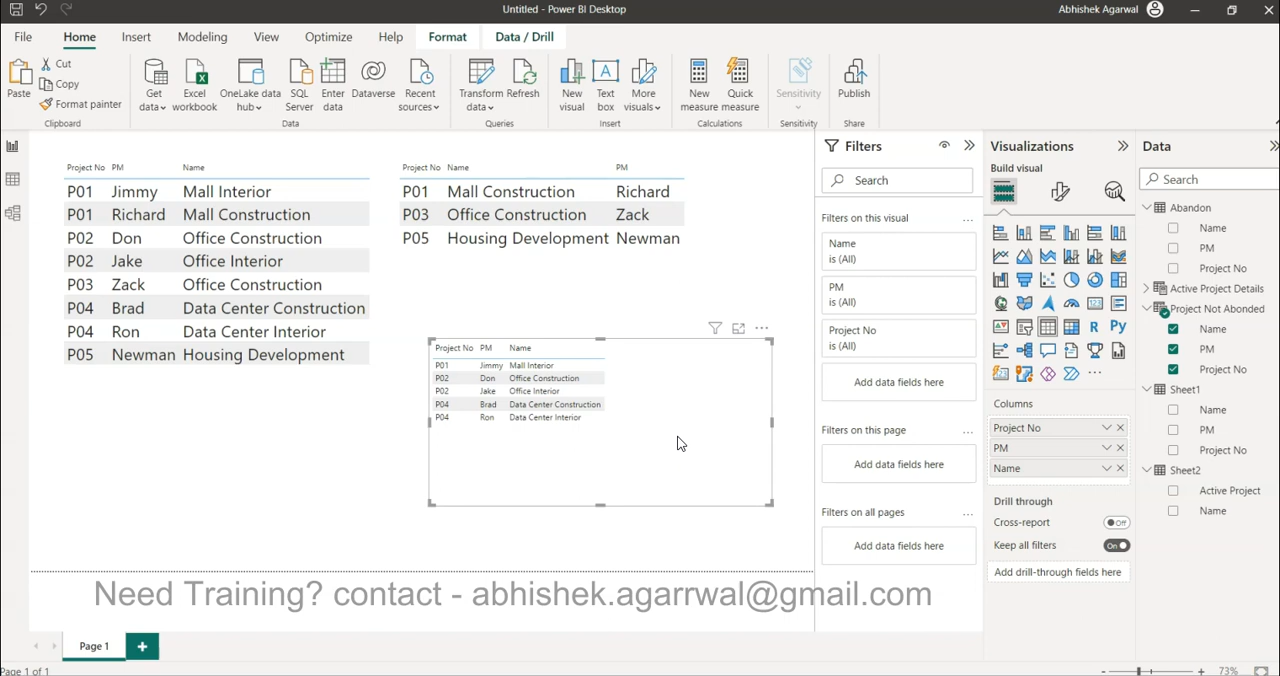 Untitled - Power BI Desktop
Abhishek Agarwal
File Home Insert Modeling View Optimize Help Format Data / Drill
Paste
Cut
Copy
Format painter
Clipboard
Get data
Excel workbook
OneLake data hub
SQL Server
Enter data
Dataverse
Recent sources
Data
Transform data
Refresh
Queries
New visual
Text box
More visuals
Insert
New measure
Quick measure
Calculations
Sensitivity
Sensitivity
Publish
Share
Project No PM Name
P01 Jimmy Mall Interior
P01 Richard Mall Construction
P02 Don Office Construction
P02 Jake Office Interior
P03 Zack Office Construction
P04 Brad Data Center Construction
P04 Ron Data Center Interior
P05 Newman Housing Development
Project No Name PM
P01 Mall Construction Richard
P03 Office Construction Zack
P05 Housing Development Newman
Project No PM Name
P01 Jimmy Mall Interior
P02 Don Office Construction
P02 Jake Office Interior
P04 Brad Data Center Construction
P04 Ron Data Center Interior
Filters
Search
Filters on this visual ...
Name
is (All)
PM
is (All)
Project No
is (All)
Add data fields here
Filters on this page ...
Add data fields here
Filters on all pages ...
Add data fields here
Visualizations
Build visual
R
Py
...
Columns
Project No
PM
Name
Drill through
Cross-report Off
Keep all filters On
Add drill-through fields here
Data
Search
Abandon
Name
PM
Project No
Active Project Details
Project Not Abonded
Name
PM
Project No
Sheet1
Name
PM
Project No
Sheet2
Active Project
Name
Need Training? contact - abhishek.agarrwal@gmail.com
Page 1
Page 1 of 1
- + 73%